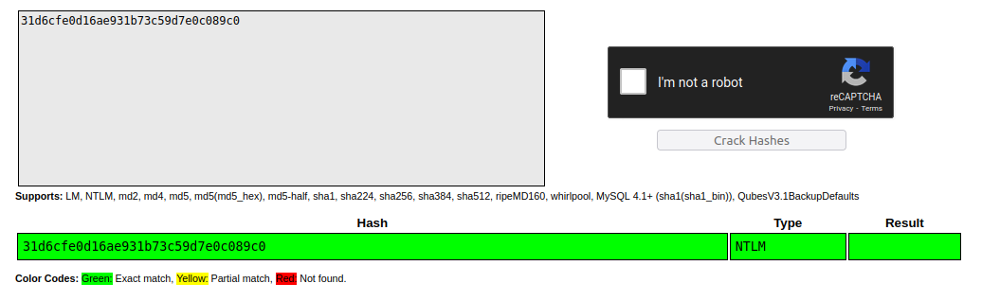 31d6cfe0d16ae931b73c59d7e0c089c0
I'm not a robot
reCAPTCHA
Privacy - Terms
Crack Hashes
Supports: LM, NTLM, md2, md4, md5, md5(md5_hex), md5-half, sha1, sha224, sha256, sha384, sha512, ripeMD160, whirlpool, MySQL 4.1+ (sha1(sha1_bin)), QubesV3.1BackupDefaults
Hash Type Result
31d6cfe0d16ae931b73c59d7e0c089c0 NTLM
Color Codes: Green: Exact match, Yellow: Partial match, Red: Not found.